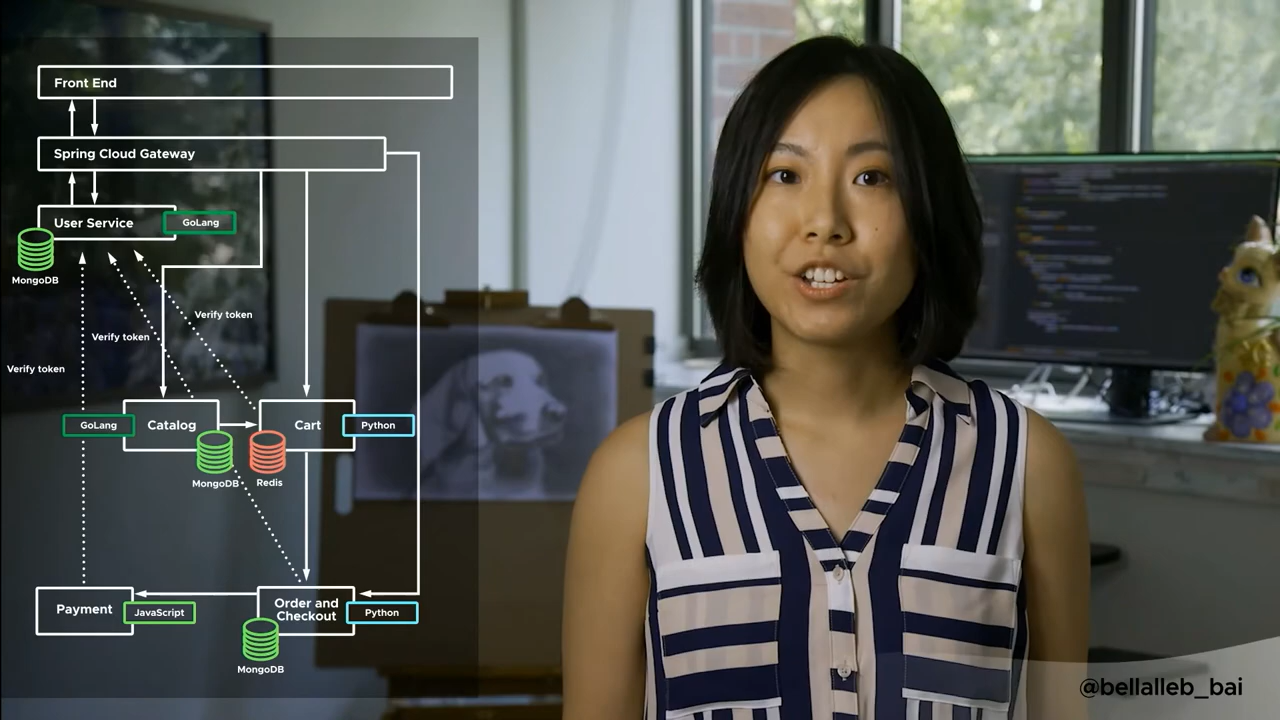 Front End
Spring Cloud Gateway
User Service
GoLang
MongoDB
Verify token
Verify token
Verify token
GoLang
Catalog
Cart
Python
MongoDB
Redis
Payment
JavaScript
Order and
Checkout
Python
MongoDB
@bellalleb_bai